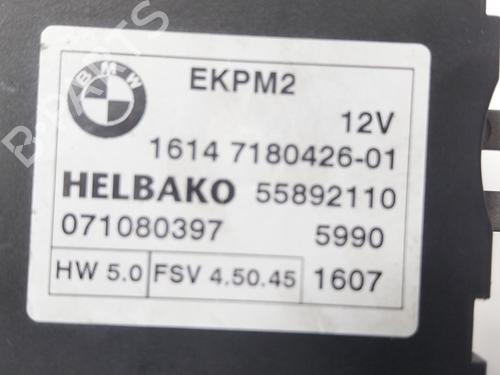 BMW
EKPM2
12V
1614 7180426-01
HELBAKO 55892110
071080397 5990
HW 5.0 FSV 4.50.45 1607